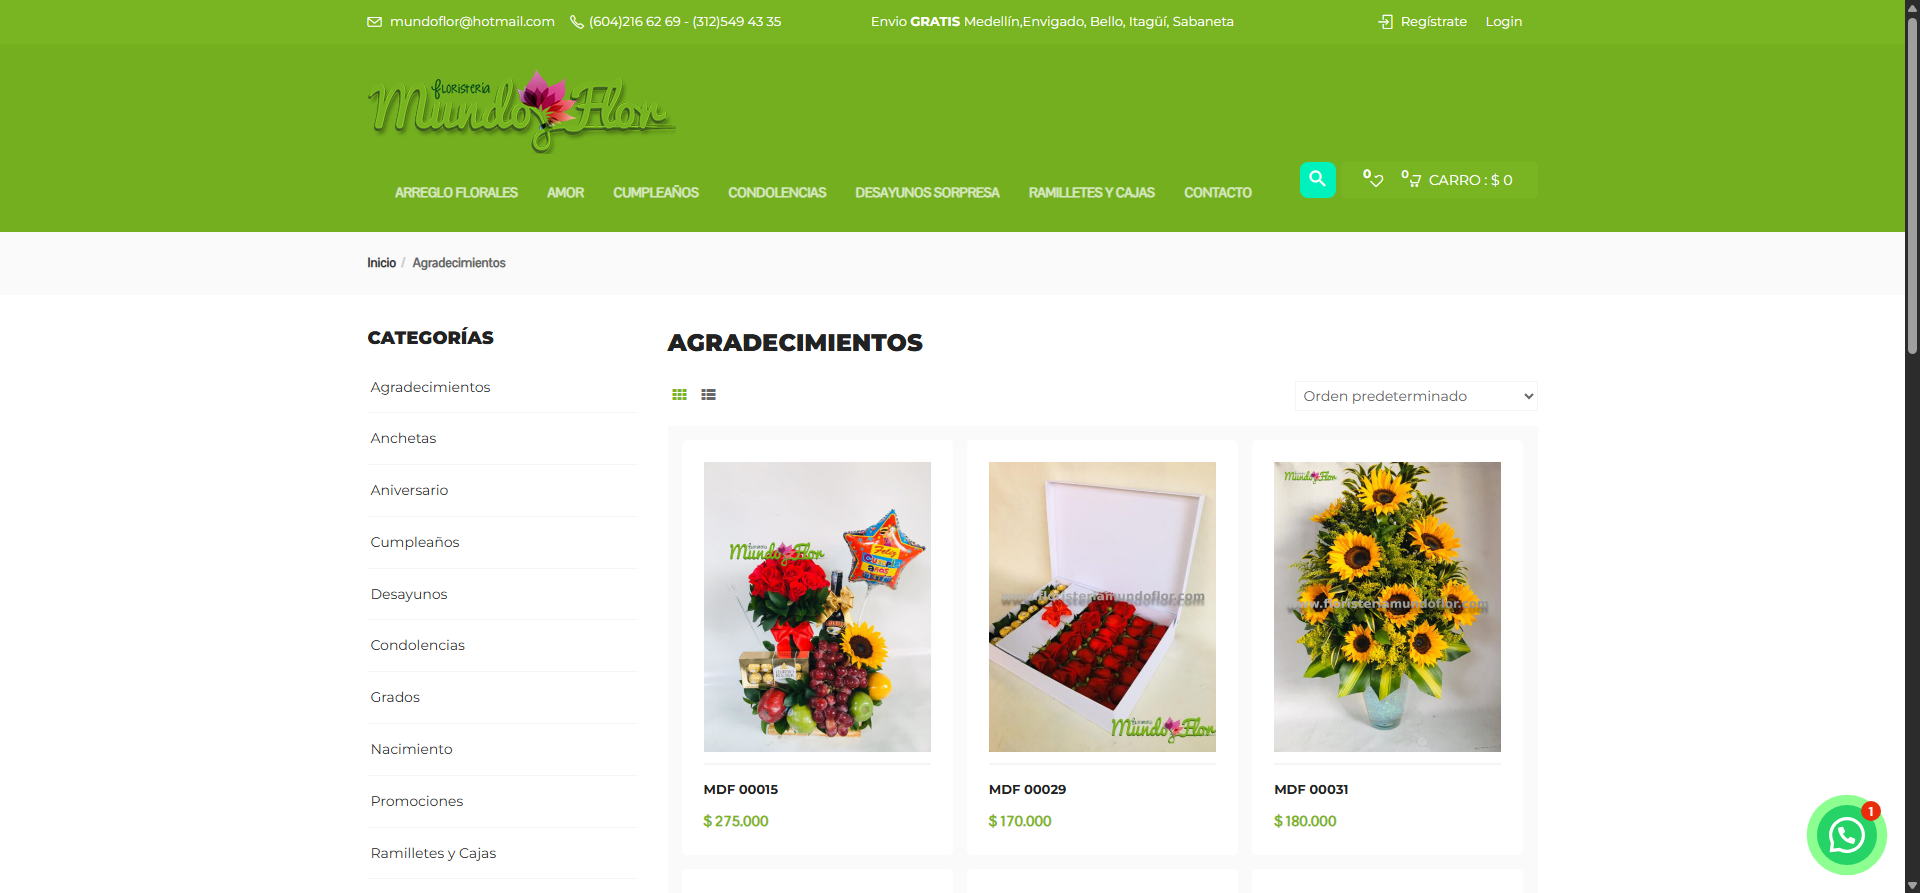 mundoflor@hotmail.com (604)216 62 69 - (312)549 43 35 Envio GRATIS Medellín,Envigado, Bello, Itagüí, Sabaneta Regístrate Login
floristeria
Mundo Flor
ARREGLO FLORALES AMOR CUMPLEAÑOS CONDOLENCIAS DESAYUNOS SORPRESA RAMILLETES Y CAJAS CONTACTO
0 0 CARRO : $ 0
Inicio / Agradecimientos
CATEGORÍAS
Agradecimientos
Anchetas
Aniversario
Cumpleaños
Desayunos
Condolencias
Grados
Nacimiento
Promociones
Ramilletes y Cajas
AGRADECIMIENTOS
Orden predeterminado
Mundo Flor
Feliz
CUMPLE
AÑOS
MDF 00015
$ 275.000
www.floristeriamundoflor.com
Mundo Flor
MDF 00029
$ 170.000
Mundo Flor
www.floristeriamundoflor.com
MDF 00031
$ 180.000
1